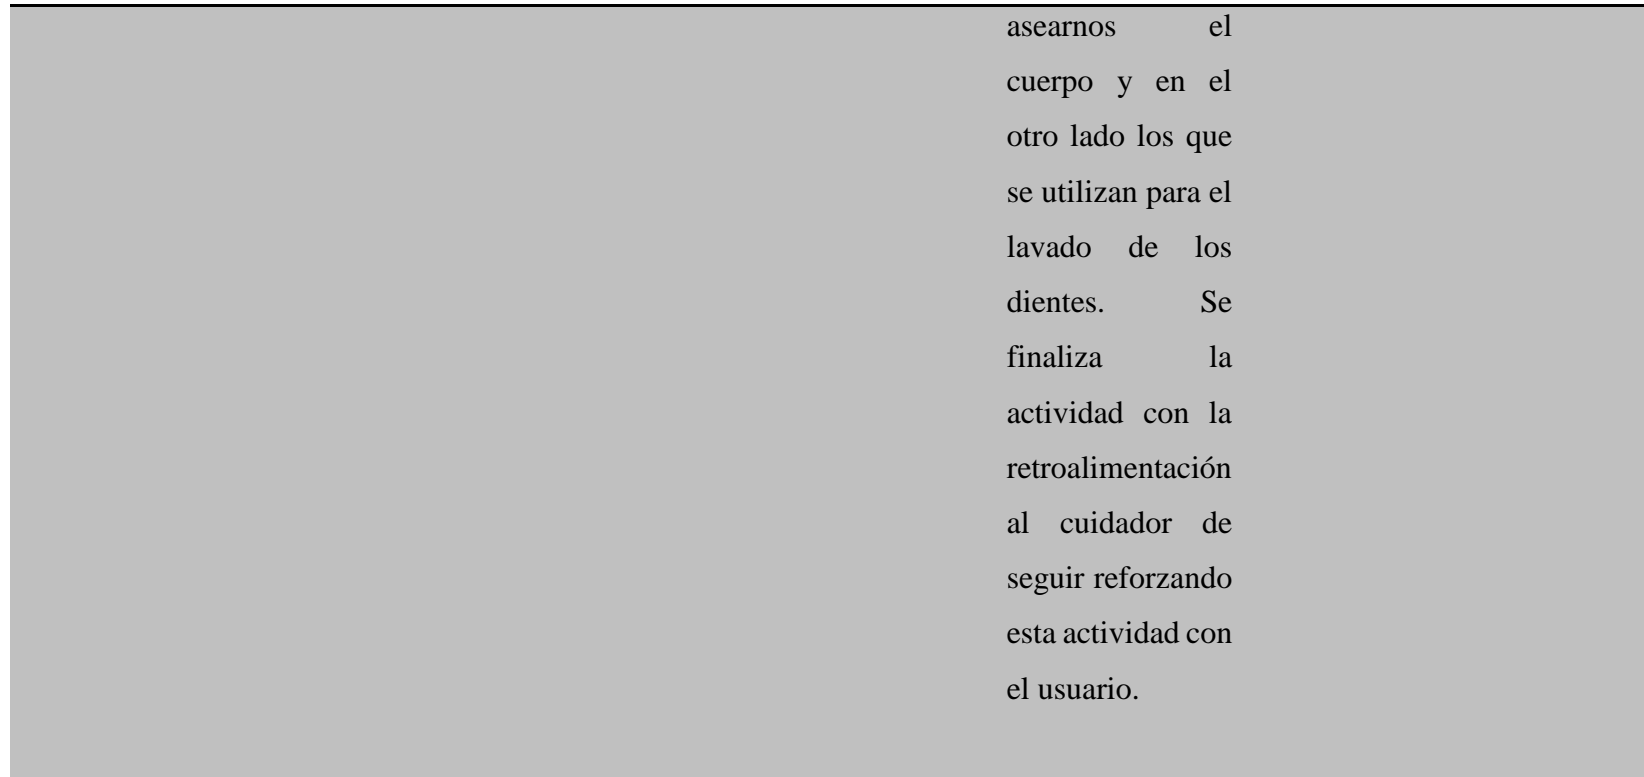 asearnos el
cuerpo y en el
otro lado los que
se utilizan para el
lavado de los
dientes. Se
finaliza la
actividad con la
retroalimentación
al cuidador de
seguir reforzando
esta actividad con
el usuario.